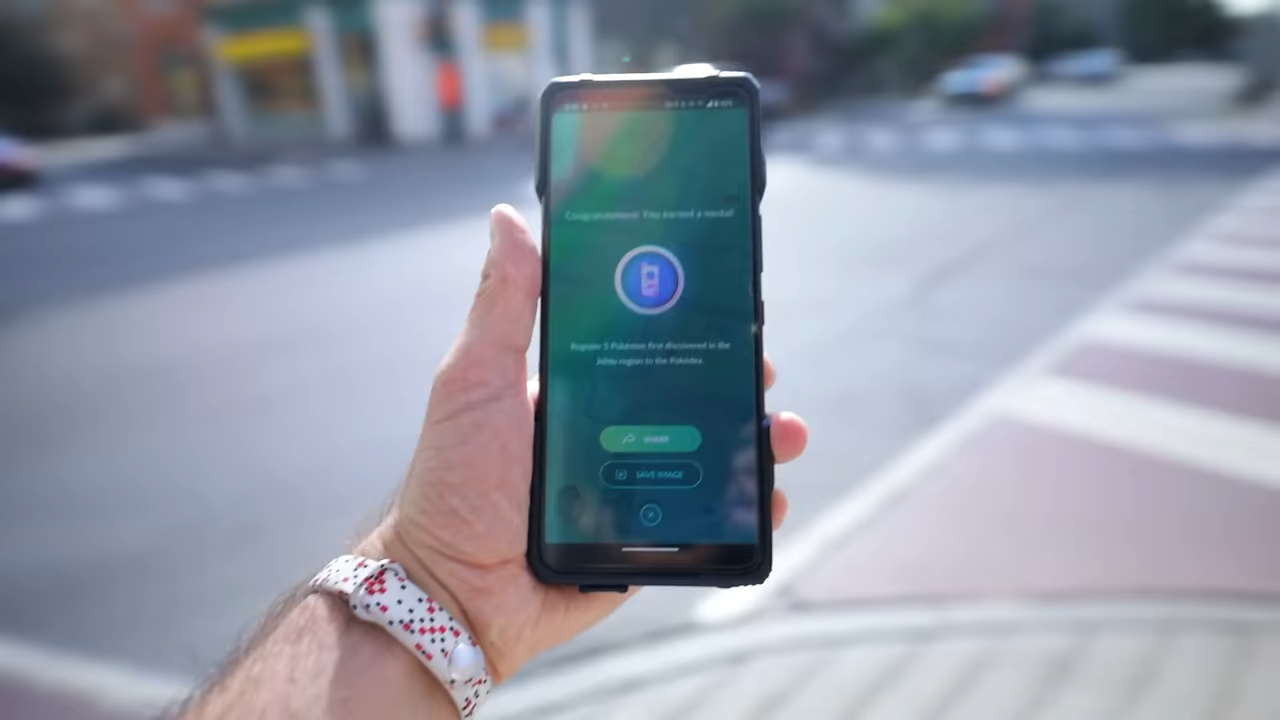 Congratulations! You earned a medal!
Register 5 Pokémon first discovered in the
Johto region to the Pokédex.
SHARE
SAVE IMAGE